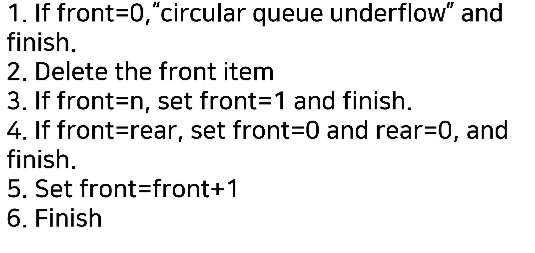 1. If front=0,“circular queue underflow” and
finish.
2. Delete the front item
3. If front=n, set front=1 and finish.
4. If front=rear, set front=0 and rear=0, and
finish.
5. Set front=front+1
6. Finish